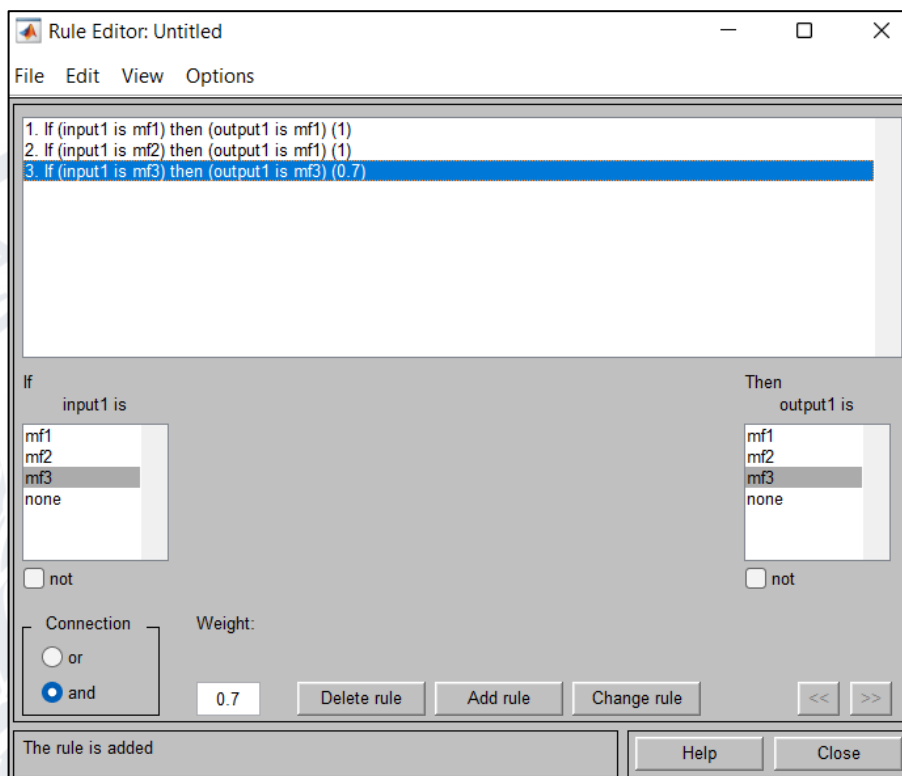 Rule Editor: Untitled
File Edit View Options
1. If (input1 is mf1) then (output1 is mf1) (1)
2. If (input1 is mf2) then (output1 is mf1) (1)
3. If (input1 is mf3) then (output1 is mf3) (0.7)
If
input1 is
mf1
mf2
mf3
none
not
Then
output1 is
mf1
mf2
mf3
none
not
Connection
or
and
Weight:
0.7
Delete rule
Add rule
Change rule
<<
>>
The rule is added
Help
Close